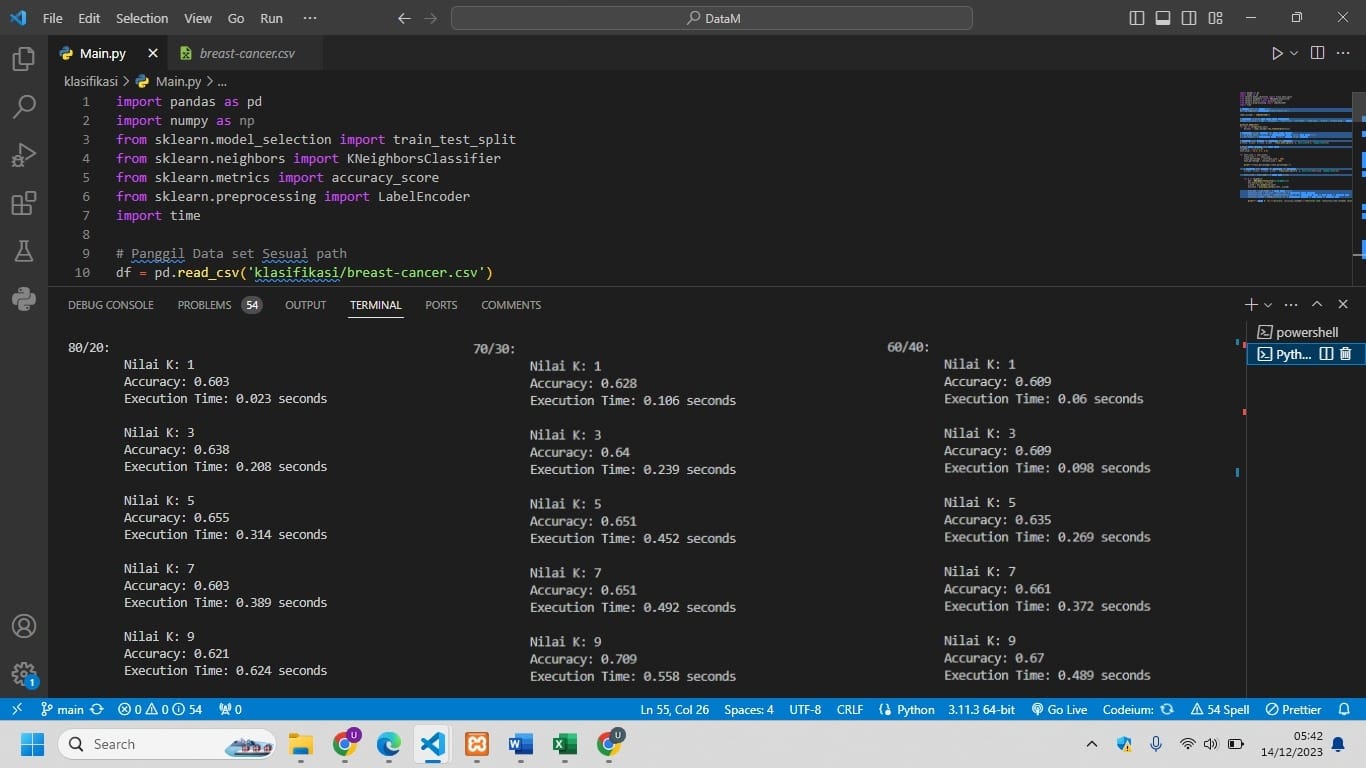 File Edit Selection View Go Run ···
DataM
Main.py
breast-cancer.csv
klasifikasi > Main.py > ...
1 import pandas as pd
2 import numpy as np
3 from sklearn.model_selection import train_test_split
4 from sklearn.neighbors import KNeighborsClassifier
5 from sklearn.metrics import accuracy_score
6 from sklearn.preprocessing import LabelEncoder
7 import time
8
9 # Panggil Data set Sesuai path
10 df = pd.read_csv('klasifikasi/breast-cancer.csv')
DEBUG CONSOLE PROBLEMS 54 OUTPUT TERMINAL PORTS COMMENTS
powershell
Pyth...
80/20:
Nilai K: 1
Accuracy: 0.603
Execution Time: 0.023 seconds
Nilai K: 3
Accuracy: 0.638
Execution Time: 0.208 seconds
Nilai K: 5
Accuracy: 0.655
Execution Time: 0.314 seconds
Nilai K: 7
Accuracy: 0.603
Execution Time: 0.389 seconds
Nilai K: 9
Accuracy: 0.621
Execution Time: 0.624 seconds
70/30:
Nilai K: 1
Accuracy: 0.628
Execution Time: 0.106 seconds
Nilai K: 3
Accuracy: 0.64
Execution Time: 0.239 seconds
Nilai K: 5
Accuracy: 0.651
Execution Time: 0.452 seconds
Nilai K: 7
Accuracy: 0.651
Execution Time: 0.492 seconds
Nilai K: 9
Accuracy: 0.709
Execution Time: 0.558 seconds
60/40:
Nilai K: 1
Accuracy: 0.609
Execution Time: 0.06 seconds
Nilai K: 3
Accuracy: 0.609
Execution Time: 0.098 seconds
Nilai K: 5
Accuracy: 0.635
Execution Time: 0.269 seconds
Nilai K: 7
Accuracy: 0.661
Execution Time: 0.372 seconds
Nilai K: 9
Accuracy: 0.67
Execution Time: 0.489 seconds
1
main 0 0 54 0 Ln 55, Col 26 Spaces: 4 UTF-8 CRLF Python 3.11.3 64-bit Go Live Codeium: 54 Spell Prettier
Search
U
U
05:42
14/12/2023